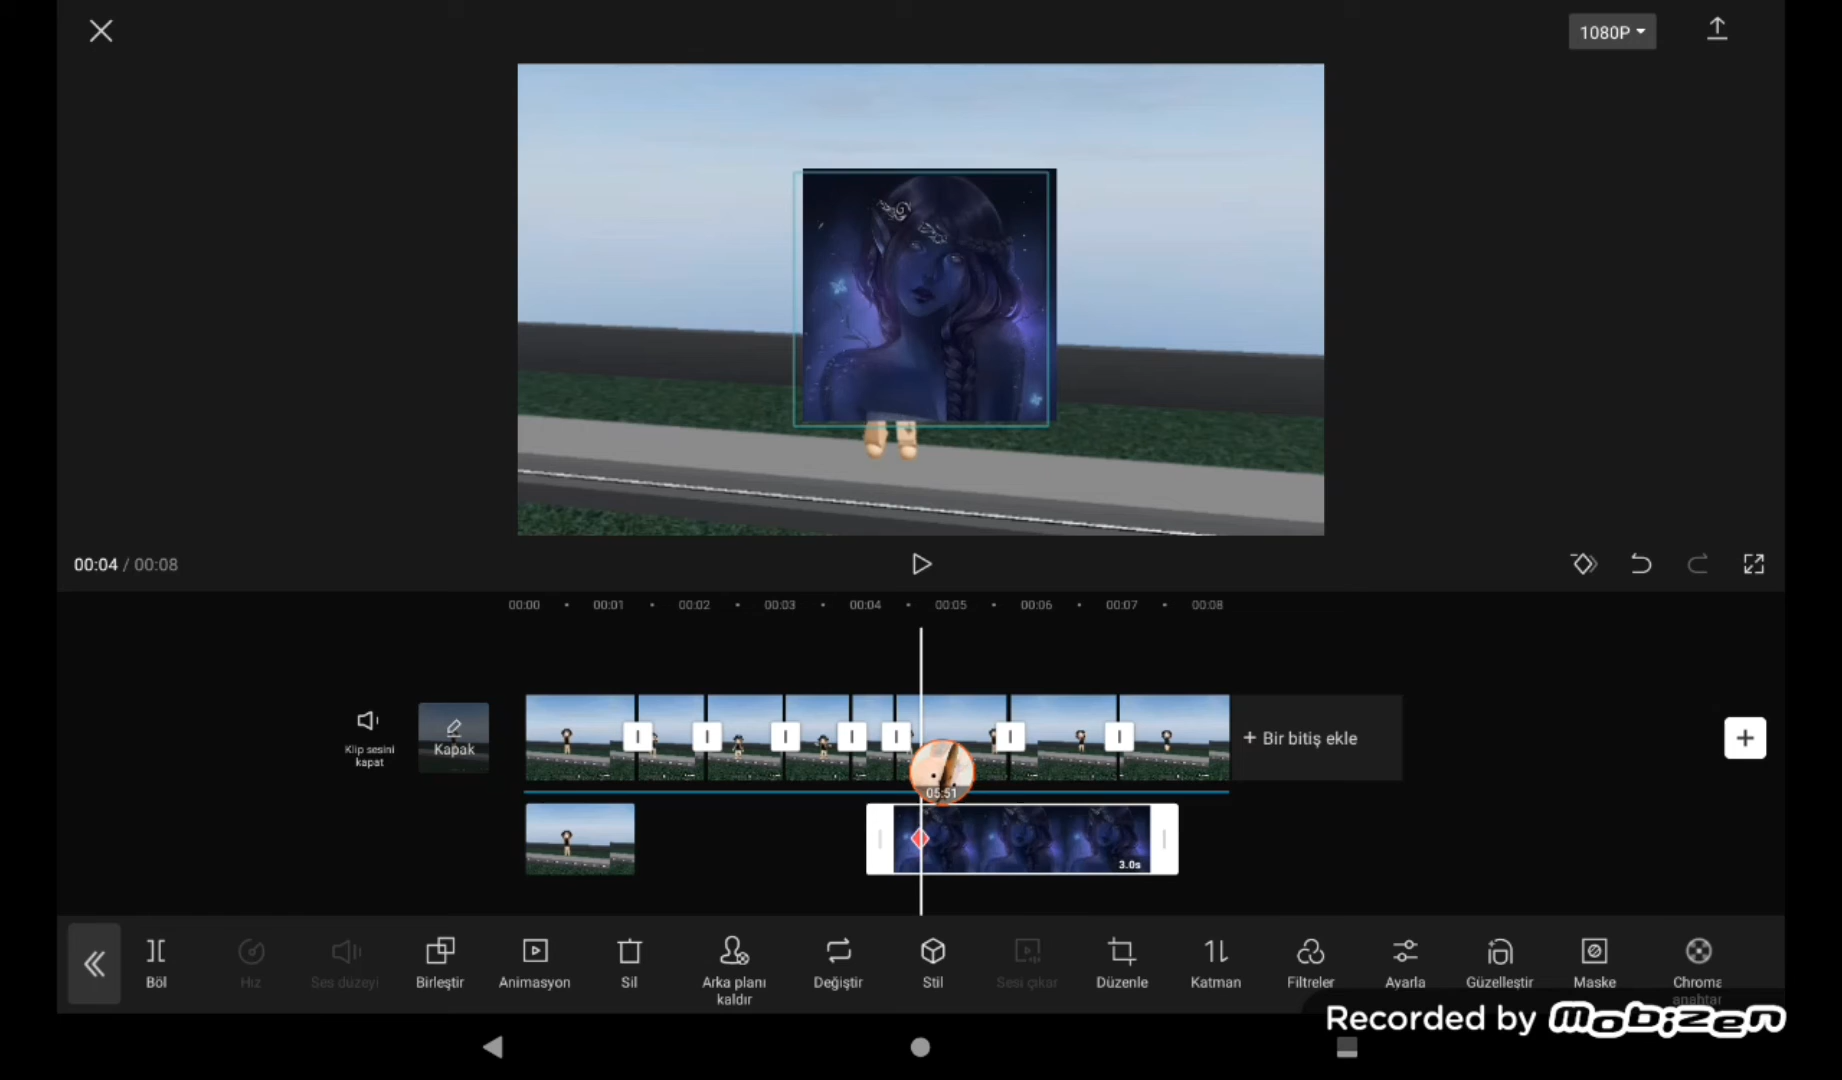 1080P
00:04 / 00:08
00:00
00:01
00:02
00:03
00:04
00:05
00:06
00:07
00:08
Klip sesini
kapat
Kapak
+ Bir bitiş ekle
05:51
3.0s
Böl
Hız
Ses düzeyi
Birleştir
Animasyon
Sil
Arka planı
kaldır
Değiştir
Stil
Sesi çıkar
Düzenle
Katman
Filtreler
Ayarla
Güzelleştir
Maske
Chroma
anahtar
Recorded by Mobizen